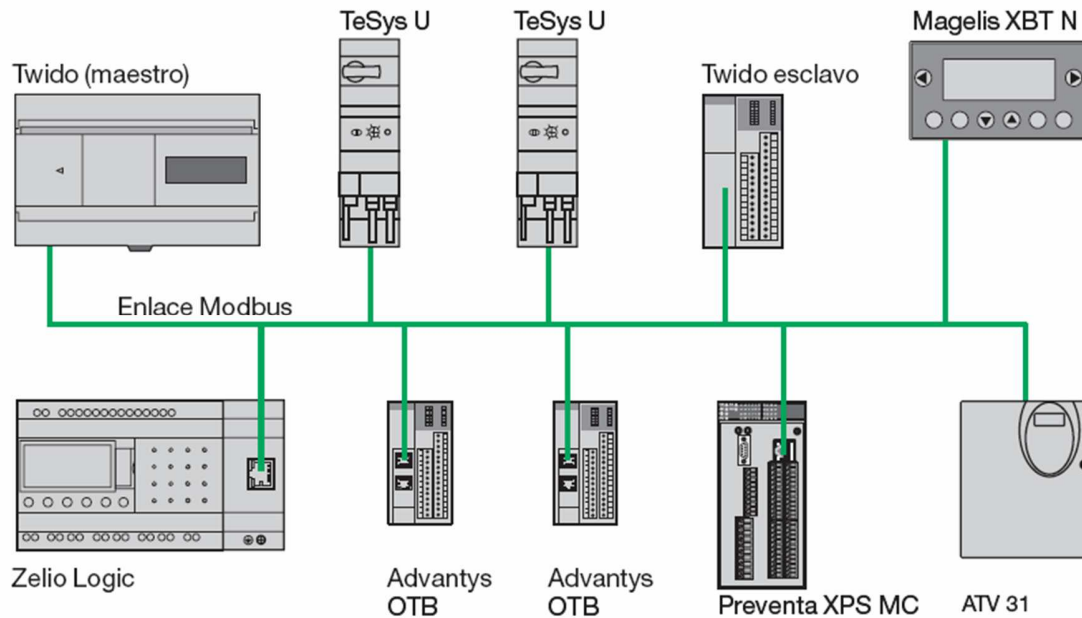 TeSys U
TeSys U
Magelis XBT N
Twido (maestro)
Twido esclavo
Enlace Modbus
Zelio Logic
Advantys
OTB
Advantys
OTB
Preventa XPS MC
ATV 31